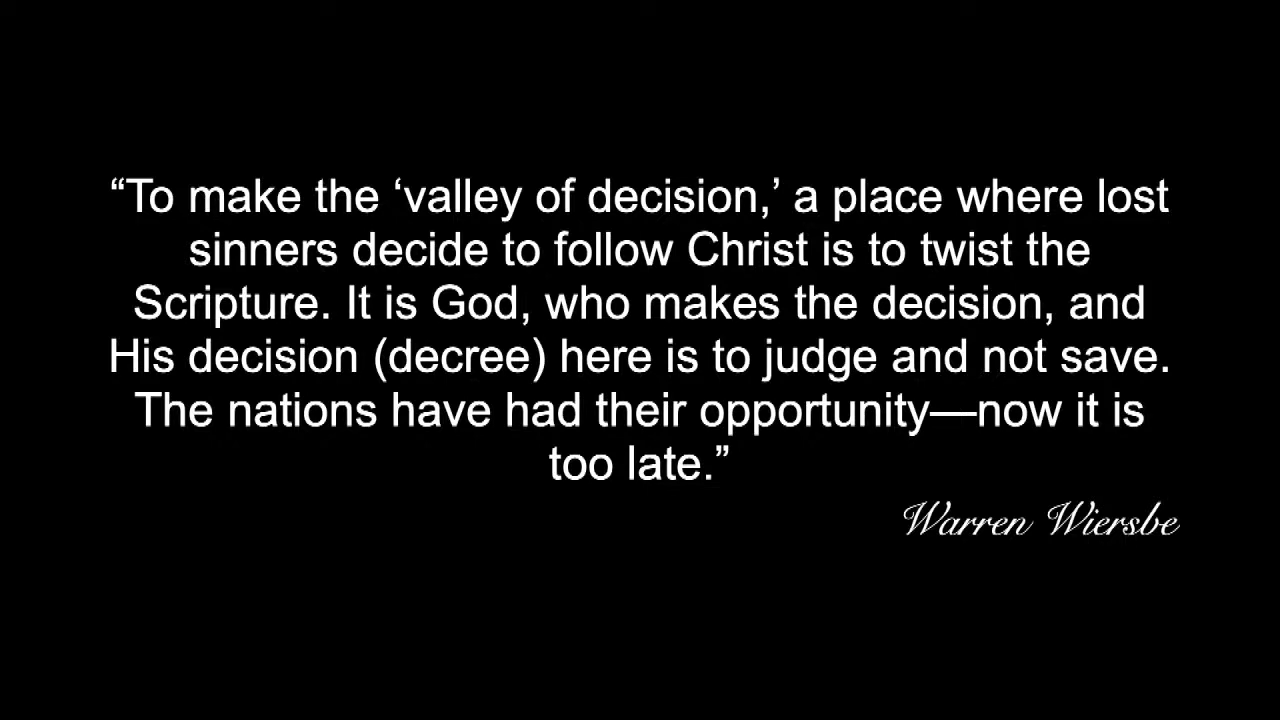 “To make the ‘valley of decision,’ a place where lost
sinners decide to follow Christ is to twist the
Scripture. It is God, who makes the decision, and
His decision (decree) here is to judge and not save.
The nations have had their opportunity—now it is
too late.”
Warren Wiersbe